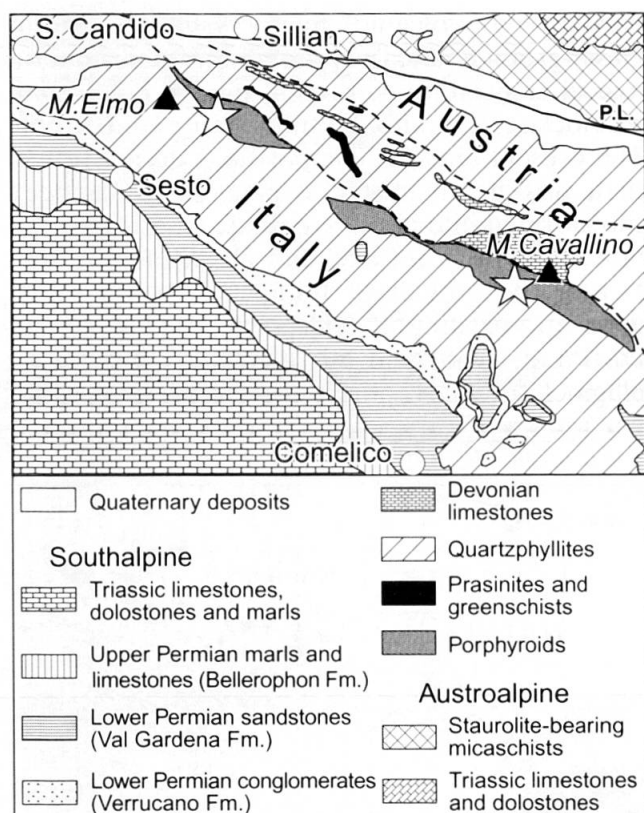 S. Candido
Sillian
M.Elmo
Austria
P.L.
Sesto
Italy
M.Cavallino
Comelico
Quaternary deposits
Southalpine
Triassic limestones,
dolostones and marls
Upper Permian marls and
limestones (Bellerophon Fm.)
Lower Permian sandstones
(Val Gardena Fm.)
Lower Permian conglomerates
(Verrucano Fm.)
Devonian
limestones
Quartzphyllites
Prasinites and
greenschists
Porphyroids
Austroalpine
Staurolite-bearing
micaschists
Triassic limestones
and dolostones